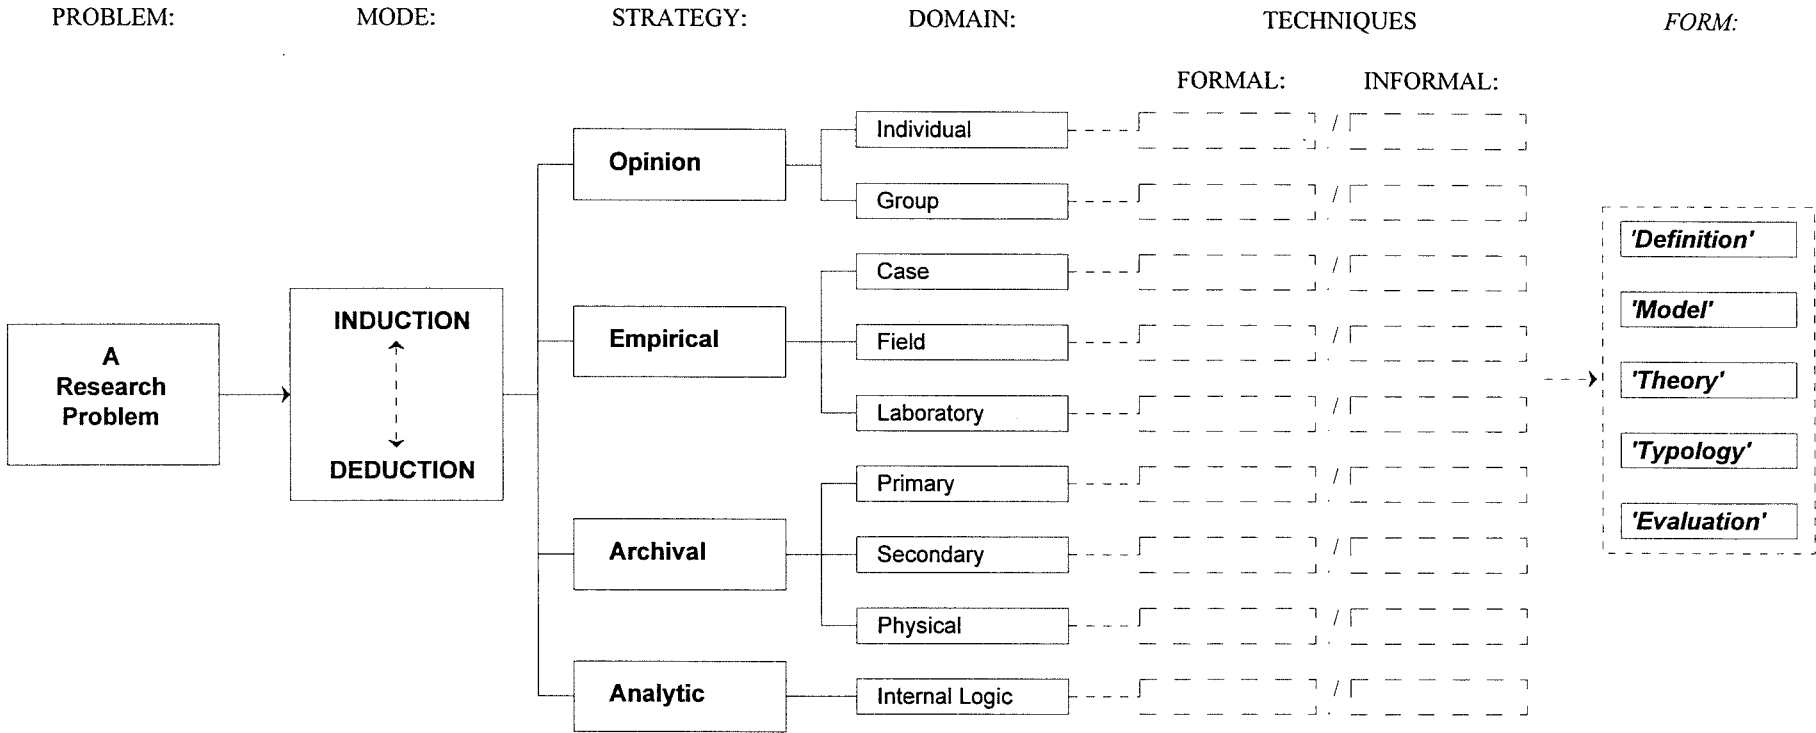 PROBLEM: MODE: STRATEGY: DOMAIN: TECHNIQUES FORM:
FORMAL: INFORMAL:
A
Research
Problem
INDUCTION
DEDUCTION
Opinion
Empirical
Archival
Analytic
Individual
/
Group
/
Case
/
Field
/
Laboratory
/
Primary
/
Secondary
/
Physical
/
Internal Logic
/
'Definition'
'Model'
'Theory'
'Typology'
'Evaluation'